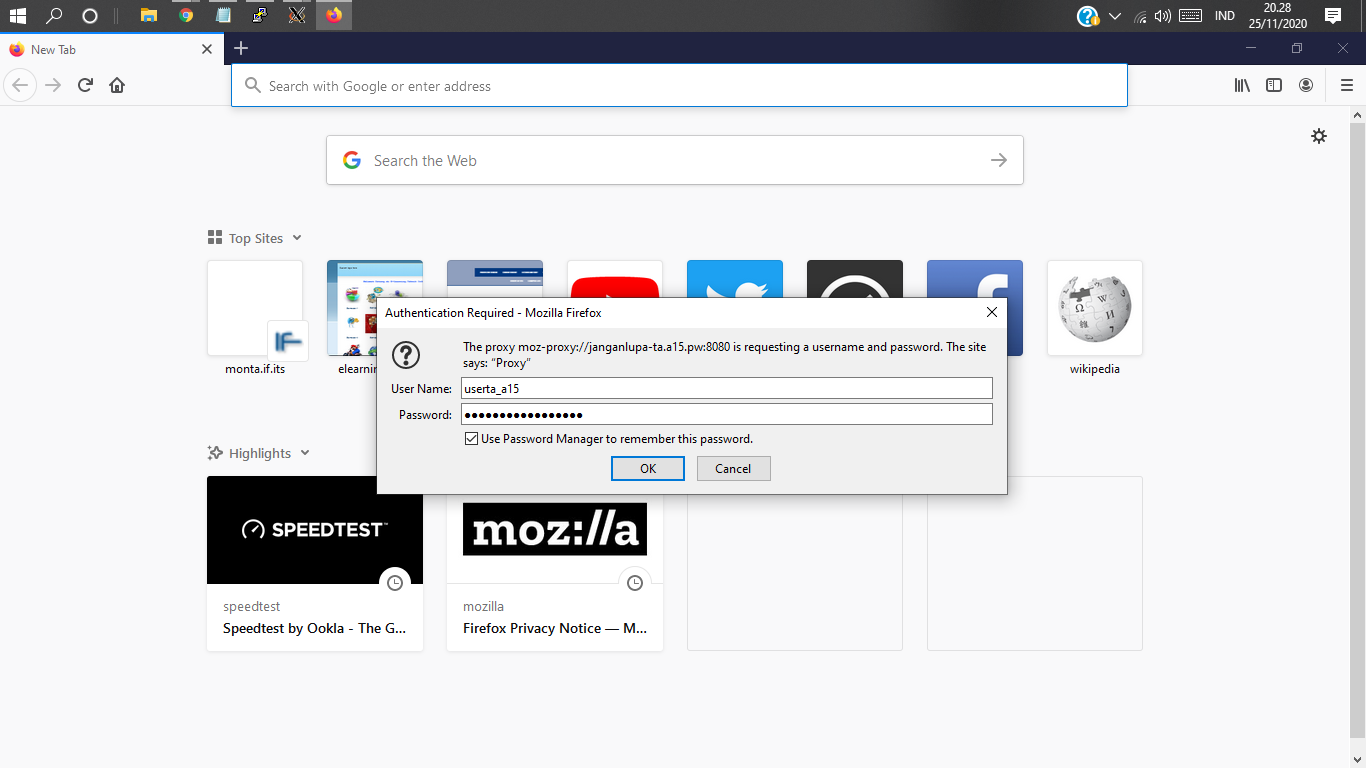 IND
20.28
25/11/2020
New Tab
Search with Google or enter address
Search the Web
Top Sites
monta.if.its
wikipedia
Authentication Required - Mozilla Firefox
The proxy moz-proxy://janganlupa-ta.a15.pw:8080 is requesting a username and password. The site
says: “Proxy”
User Name:
userta_a15
Password:
●●●●●●●●●●●●●●●●●
Use Password Manager to remember this password.
OK
Cancel
Highlights
SPEEDTEST™
moz://a
speedtest
Speedtest by Ookla - The G...
mozilla
Firefox Privacy Notice — M...